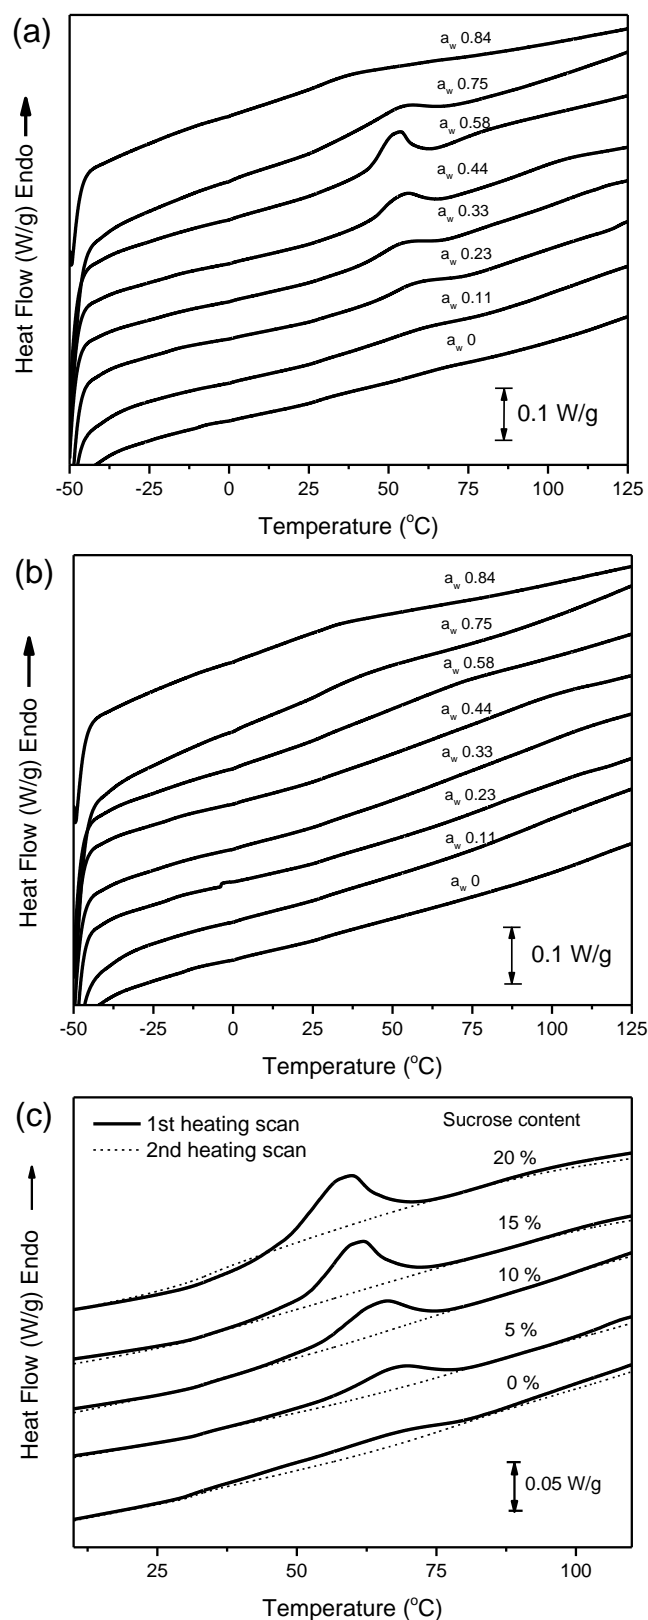 (a)
a_w 0.84
a_w 0.75
a_w 0.58
a_w 0.44
a_w 0.33
a_w 0.23
a_w 0.11
a_w 0
0.1 W/g
Heat Flow (W/g) Endo
-50 -25 0 25 50 75 100 125
Temperature (°C)
(b)
a_w 0.84
a_w 0.75
a_w 0.58
a_w 0.44
a_w 0.33
a_w 0.23
a_w 0.11
a_w 0
0.1 W/g
Heat Flow (W/g) Endo
-50 -25 0 25 50 75 100 125
Temperature (°C)
(c)
1st heating scan
2nd heating scan
Sucrose content
20 %
15 %
10 %
5 %
0 %
0.05 W/g
Heat Flow (W/g) Endo
25 50 75 100
Temperature (°C)